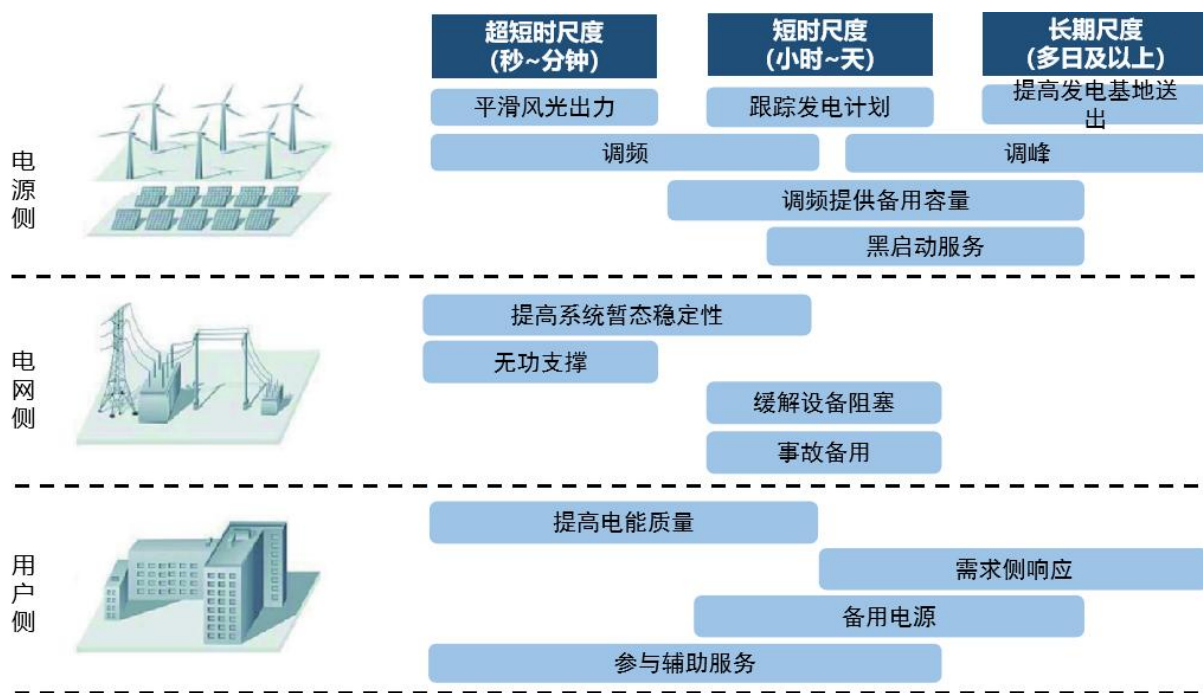 超短时尺度
(秒~分钟)
短时尺度
(小时~天)
长期尺度
(多日及以上)
电源侧
平滑风光出力
跟踪发电计划
提高发电基地送
出
调频
调峰
调频提供备用容量
黑启动服务
电网侧
提高系统暂态稳定性
无功支撑
缓解设备阻塞
事故备用
用户侧
提高电能质量
需求侧响应
备用电源
参与辅助服务